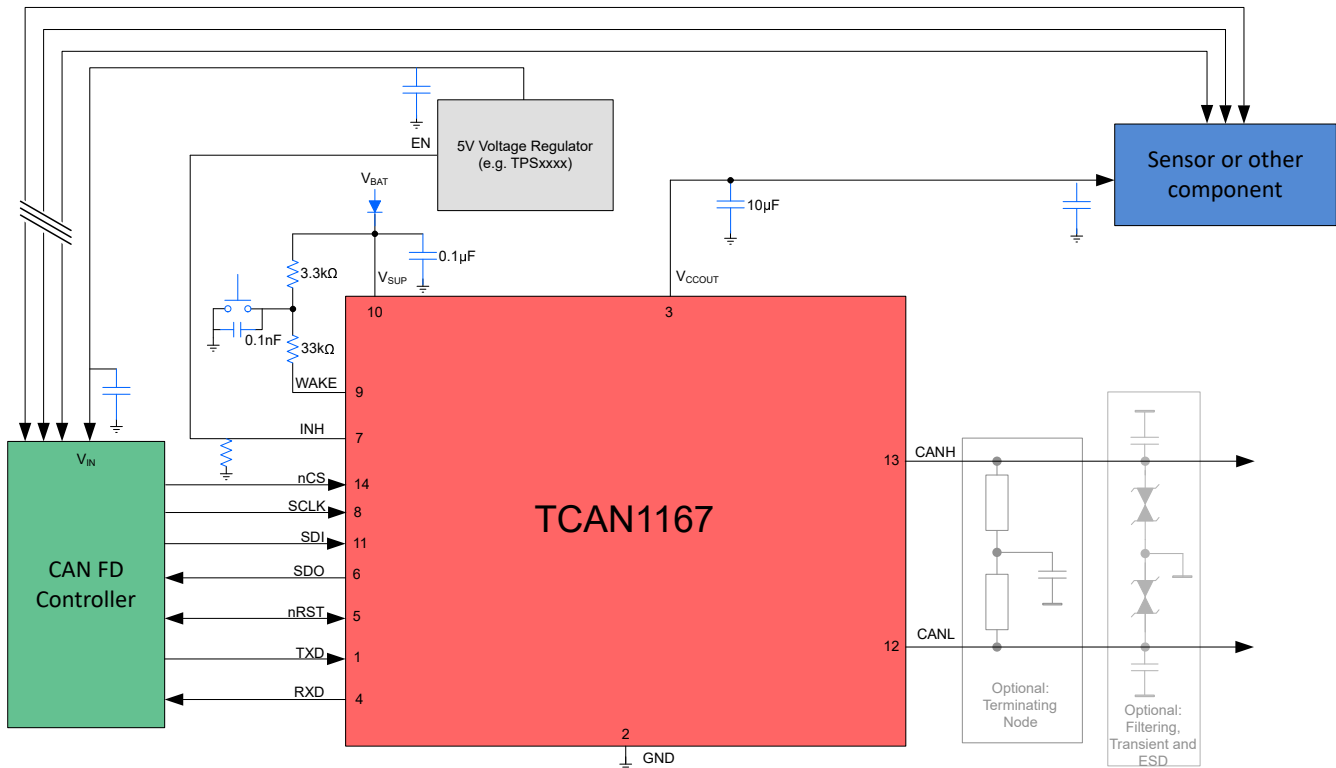 EN
5V Voltage Regulator
(e.g. TPSxxxx)
Sensor or other
component
VBAT
10µF
0.1µF
3.3kΩ
VSUP
VCCOUT
10
3
0.1nF
33kΩ
WAKE
9
INH
7
VIN
nCS
14
SCLK
8
SDI
11
SDO
6
nRST
5
TXD
1
RXD
4
CAN FD
Controller
TCAN1167
13
CANH
12
CANL
2
GND
Optional:
Terminating
Node
Optional:
Filtering,
Transient and
ESD